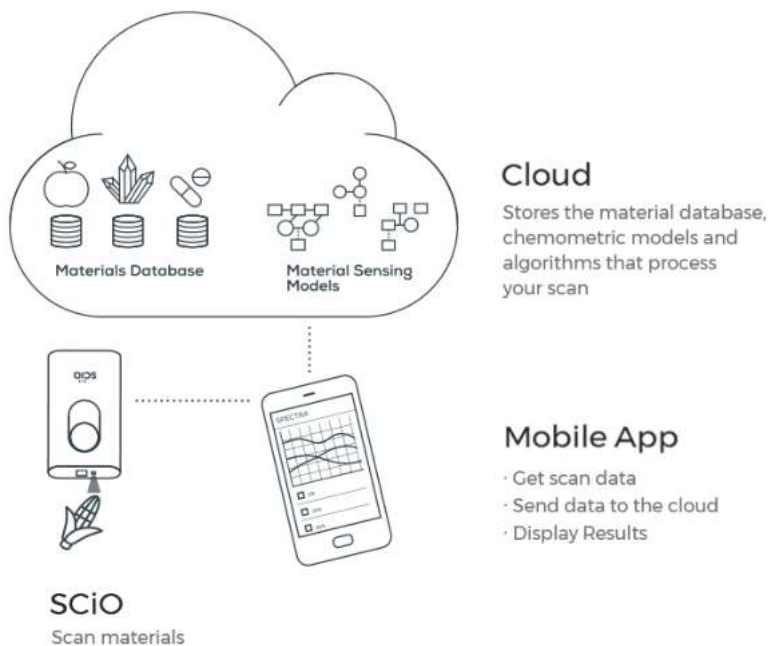 Materials Database
Material Sensing
Models
Cloud
Stores the material database,
chemometric models and
algorithms that process
your scan
scio
SPECTRA
Mobile App
· Get scan data
· Send data to the cloud
· Display Results
SCiO
Scan materials